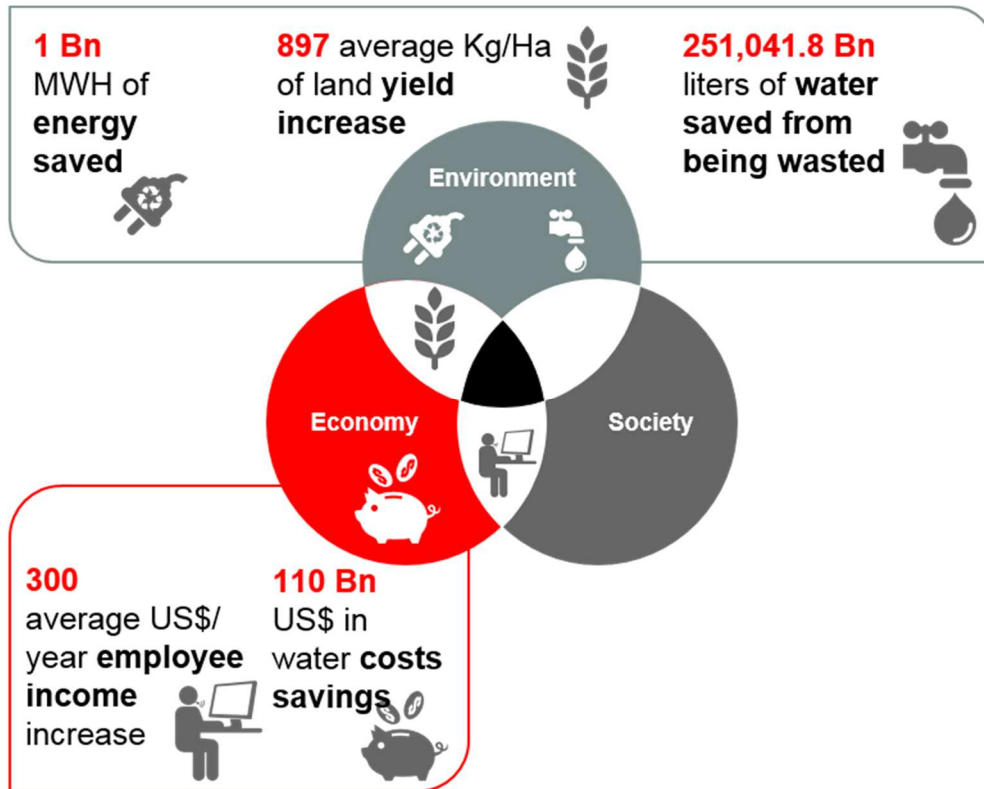 1 Bn
MWH of
energy
saved
897 average Kg/Ha
of land yield
increase
251,041.8 Bn
liters of water
saved from
being wasted
Environment
Economy
Society
300
average US$/
year employee
income
increase
110 Bn
US$ in
water costs
savings